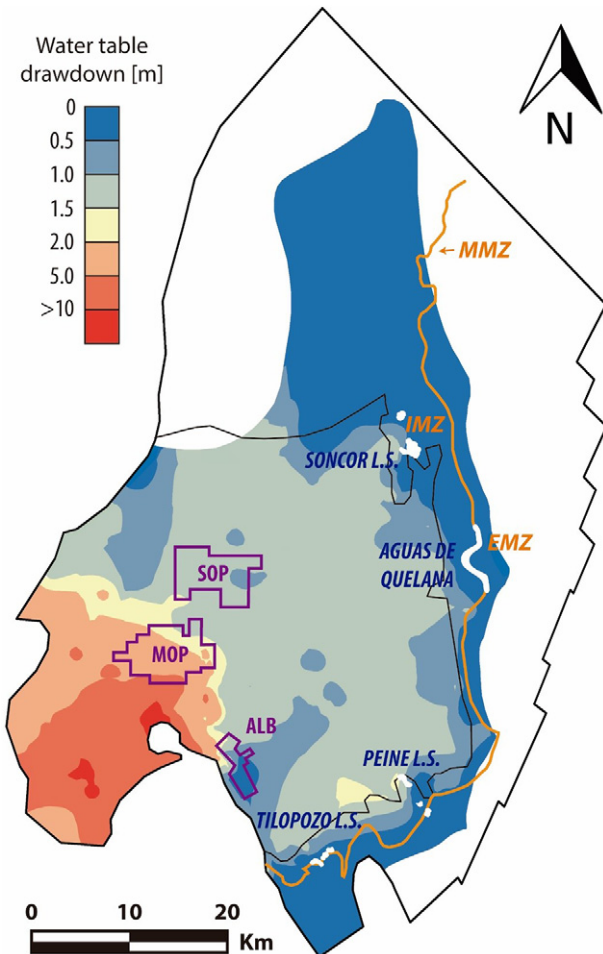 Water table
drawdown [m]
0
0.5
1.0
1.5
2.0
5.0
>10
N
MMZ
IMZ
SONCOR L.S.
AGUAS DE
QUELANA
EMZ
SOP
MOP
ALB
PEINE L.S.
TILOPOZO L.S.
0 10 20
Km